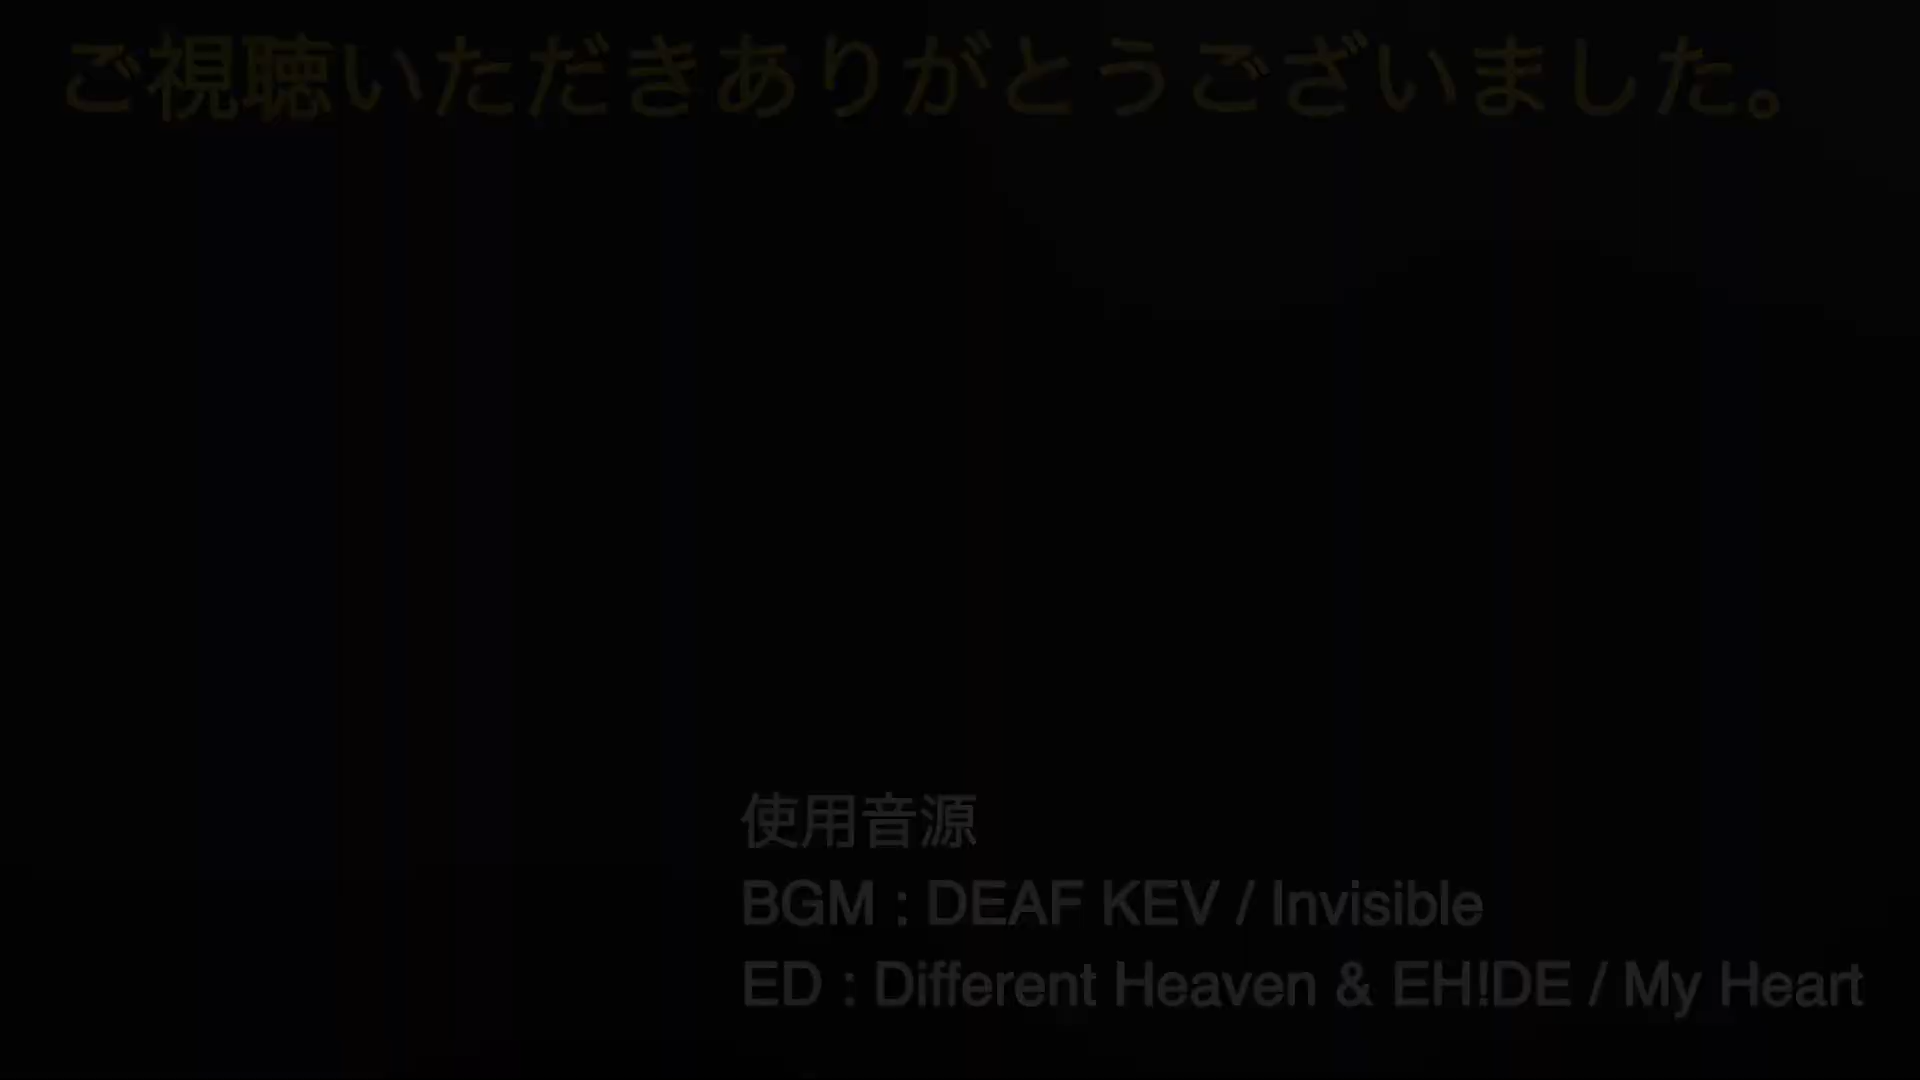 ご視聴いただきありがとうございました。
使用音源
BGM : DEAF KEV / Invisible
ED : Different Heaven & EH!DE / My Heart